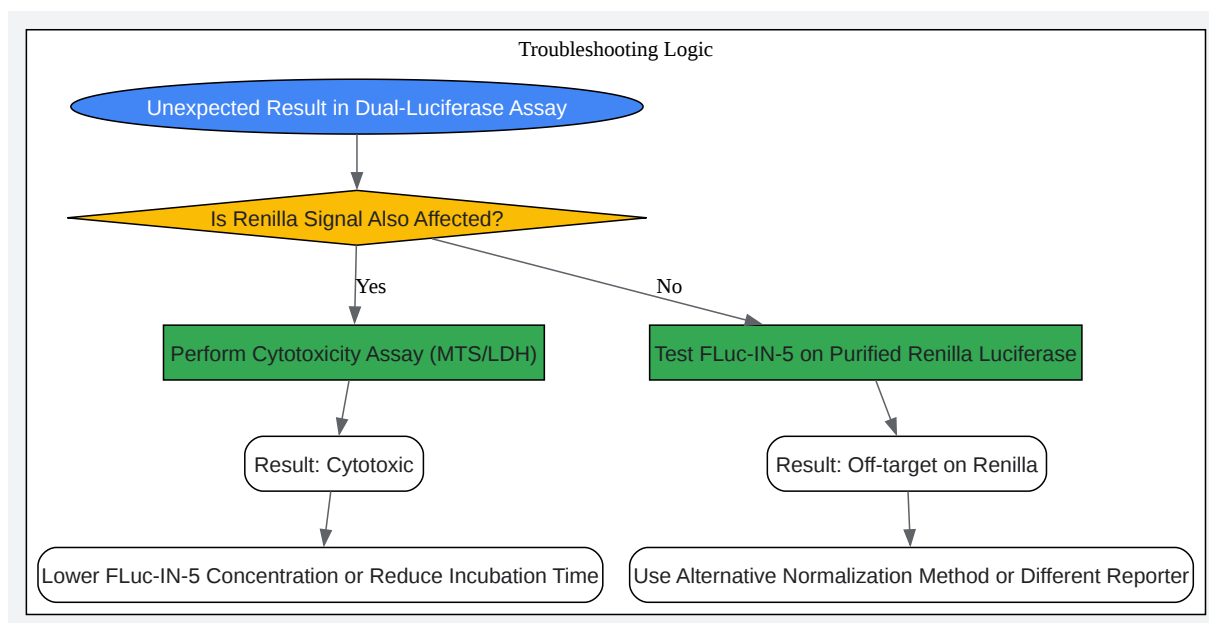 Troubleshooting Logic
Unexpected Result in Dual-Luciferase Assay
Is Renilla Signal Also Affected?
Yes
No
Perform Cytotoxicity Assay (MTS/LDH)
Test FLuc-IN-5 on Purified Renilla Luciferase
Result: Cytotoxic
Result: Off-target on Renilla
Lower FLuc-IN-5 Concentration or Reduce Incubation Time
Use Alternative Normalization Method or Different Reporter